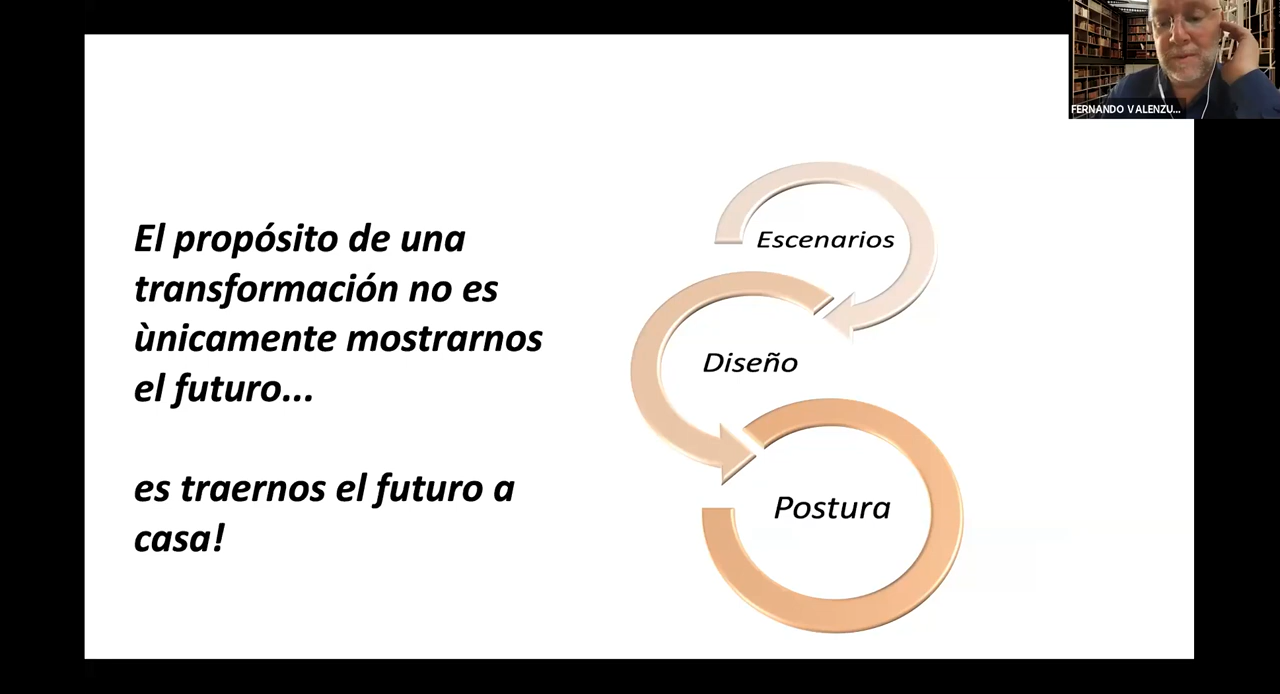 FERNANDO VALENZU...
El propósito de una
transformación no es
ùnicamente mostrarnos
el futuro...
es traernos el futuro a
casa!
Escenarios
Diseño
Postura